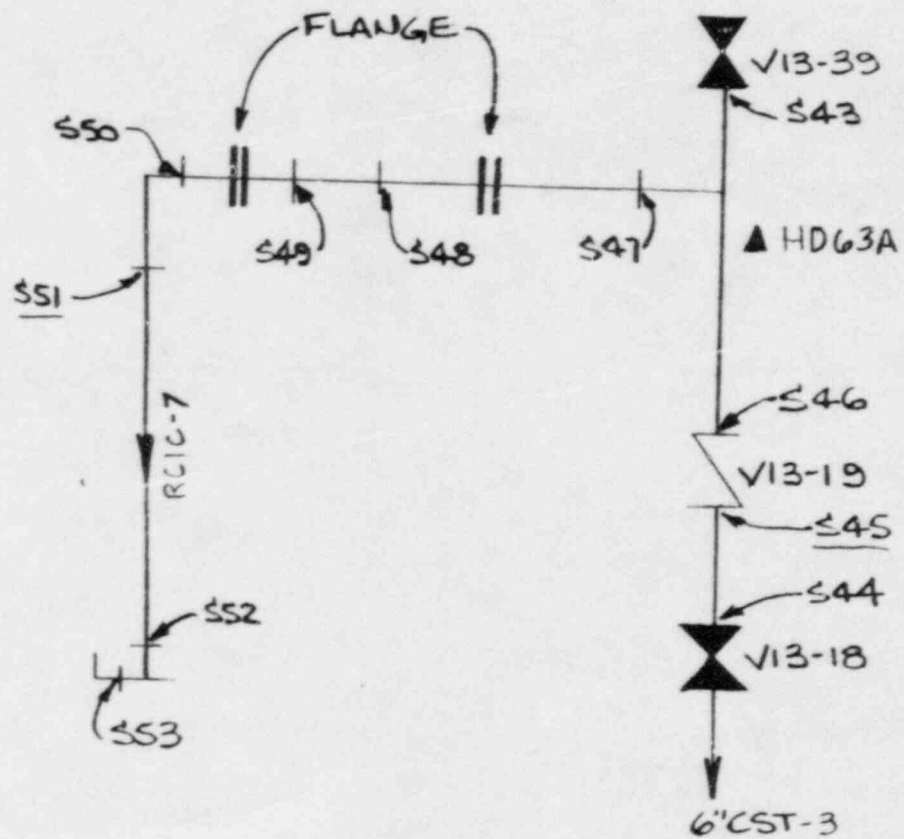 FLANGE
V13-39
S43
S50
S49
S48
S47
▲ HD63A
S51
S46
RCIC-7
V13-19
S45
S44
S52
V13-18
S53
6"CST-3